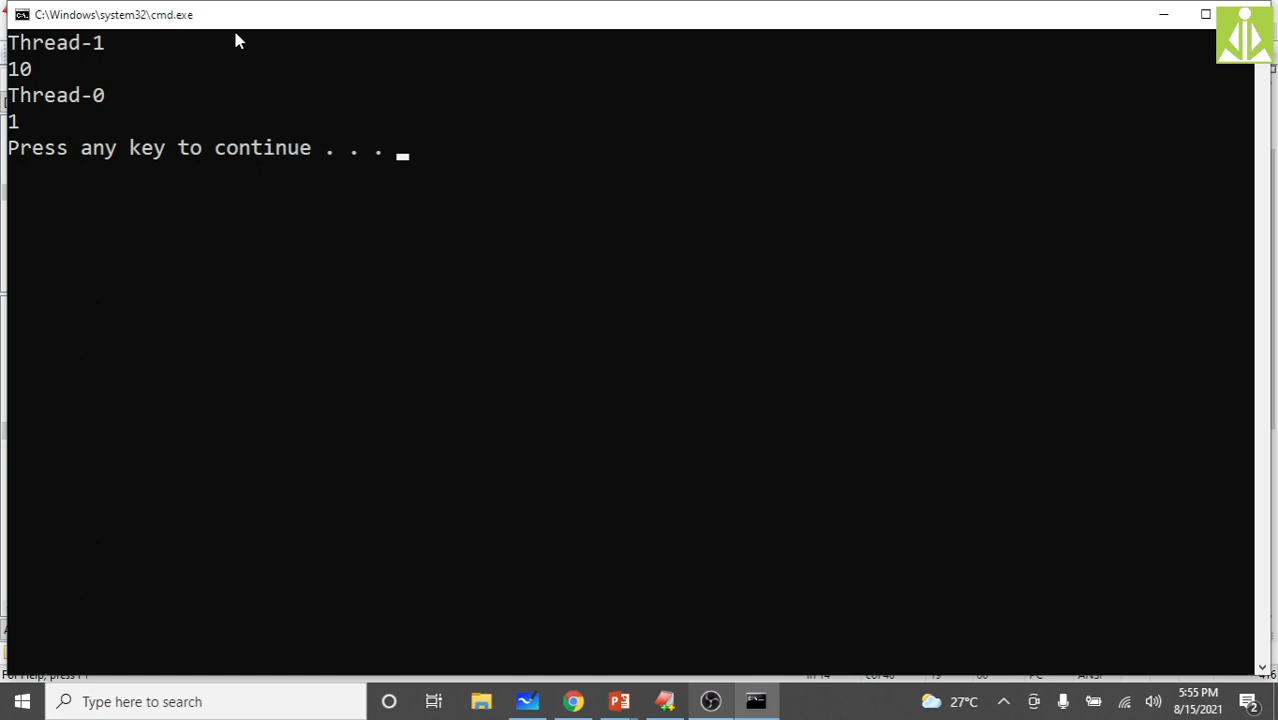 C:\Windows\system32\cmd.exe
Thread-1
10
Thread-0
1
Press any key to continue . . .
Type here to search
27°C
5:55 PM
8/15/2021
2